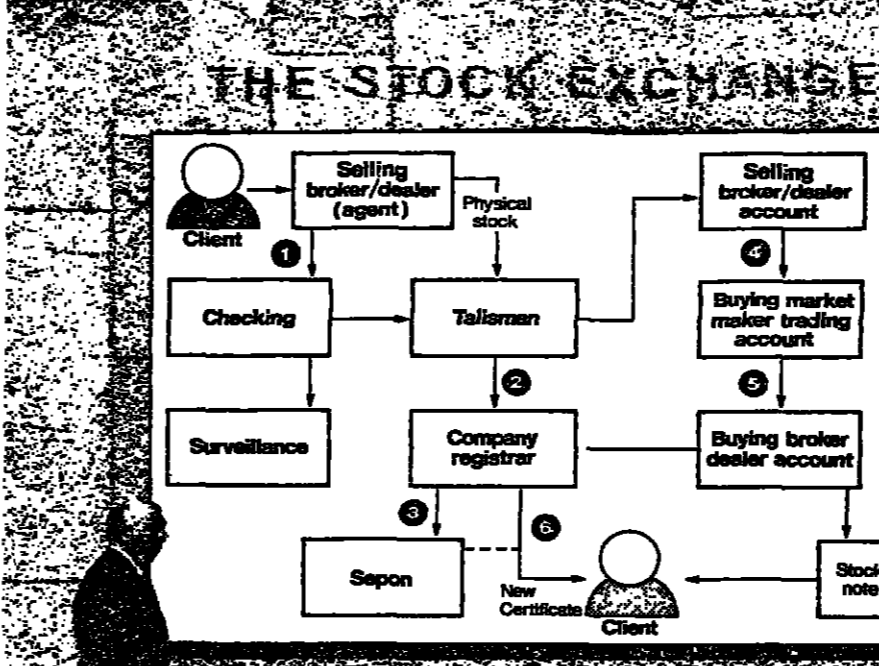 THE STOCK EXCHANGE
Selling
broker/dealer
(agent)
Physical
stock
Client
1
Checking
Talisman
Surveillance
2
Company
registrar
3
Sepon
6
New
Certificate
Client
Selling
broker/dealer
account
4
Buying market
maker trading
account
5
Buying broker
dealer account
Stock
note